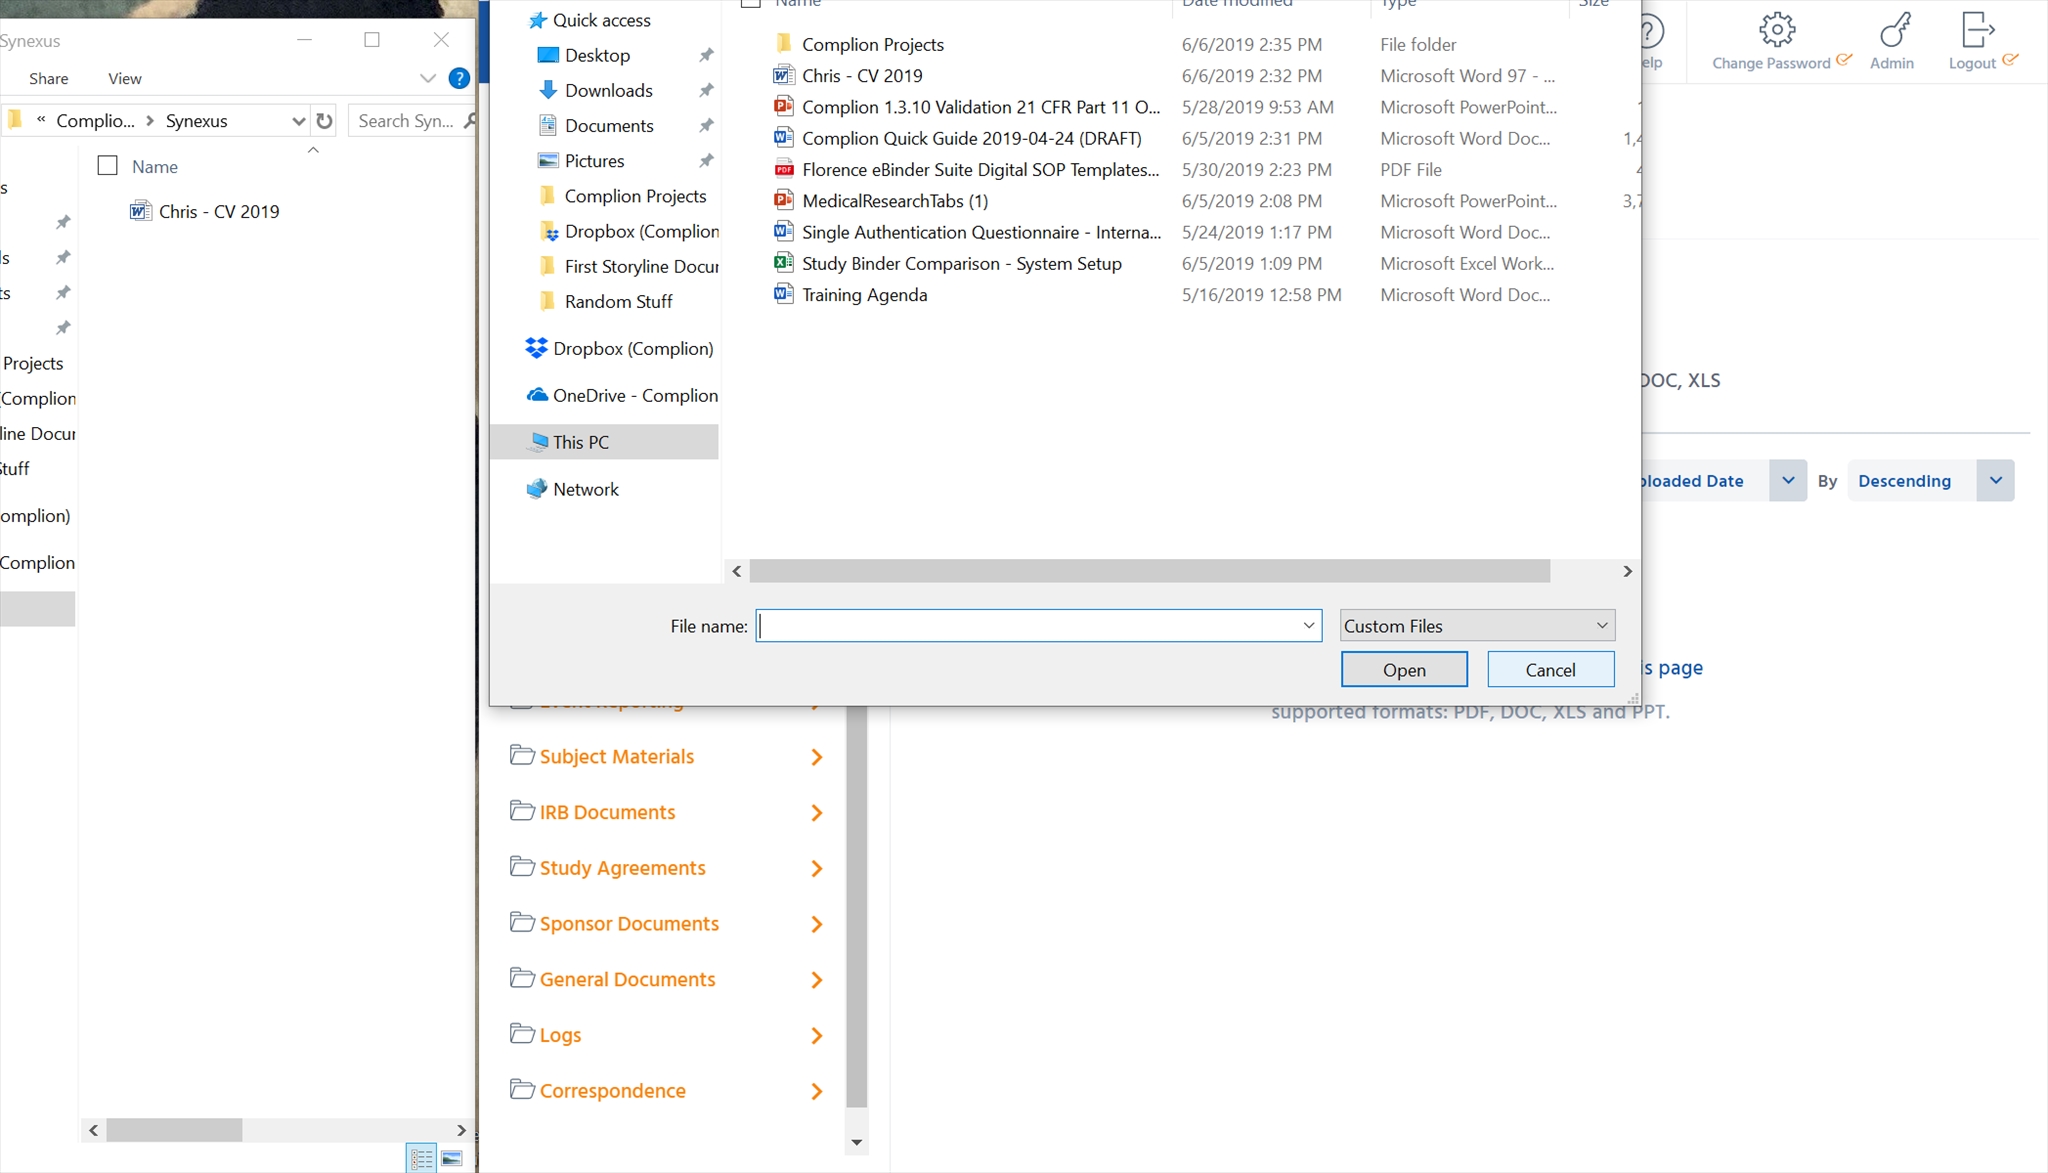 Synexus
Share View
« Complio... > Synexus
Search Syn...
Name
Chris - CV 2019
Projects
(Complion
line Docur
Stuff
omplion)
Complion
Quick access
Desktop
Downloads
Documents
Pictures
Complion Projects
Dropbox (Complion
First Storyline Docur
Random Stuff
Dropbox (Complion)
OneDrive - Complion
This PC
Network
Name Date modified Type Size
Complion Projects 6/6/2019 2:35 PM File folder
Chris - CV 2019 6/6/2019 2:32 PM Microsoft Word 97 - ...
Complion 1.3.10 Validation 21 CFR Part 11 O... 5/28/2019 9:53 AM Microsoft PowerPoint...
Complion Quick Guide 2019-04-24 (DRAFT) 6/5/2019 2:31 PM Microsoft Word Doc... 1,4
Florence eBinder Suite Digital SOP Templates... 5/30/2019 2:23 PM PDF File
MedicalResearchTabs (1) 6/5/2019 2:08 PM Microsoft PowerPoint... 3,7
Single Authentication Questionnaire - Interna... 5/24/2019 1:17 PM Microsoft Word Doc...
Study Binder Comparison - System Setup 6/5/2019 1:09 PM Microsoft Excel Work...
Training Agenda 5/16/2019 12:58 PM Microsoft Word Doc...
File name:
Custom Files
Open Cancel
elp
Change Password
Admin
Logout
DOC, XLS
ploaded Date By Descending
is page
supported formats: PDF, DOC, XLS and PPT.
Event Reporting
Subject Materials
IRB Documents
Study Agreements
Sponsor Documents
General Documents
Logs
Correspondence